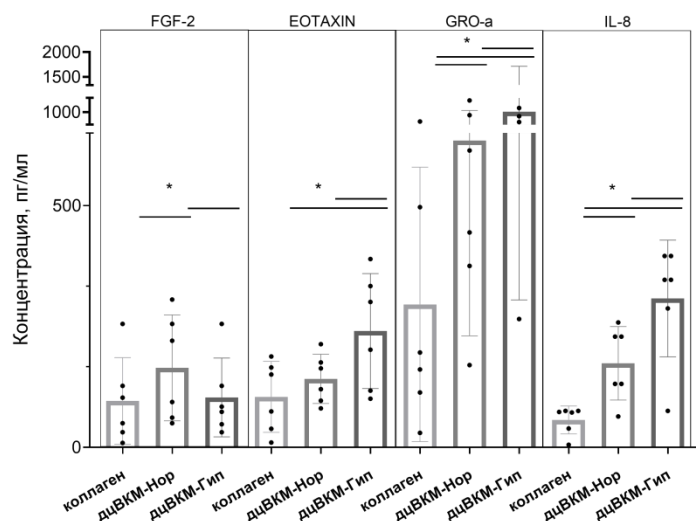 FGF-2 EOTAXIN GRO-a IL-8
* * * *
2000
1500
1000
500
0
Концентрация, пг/мл
коллаген дцВКМ-Нор дцВКМ-Гип коллаген дцВКМ-Нор дцВКМ-Гип коллаген дцВКМ-Нор дцВКМ-Гип коллаген дцВКМ-Нор дцВКМ-Гип